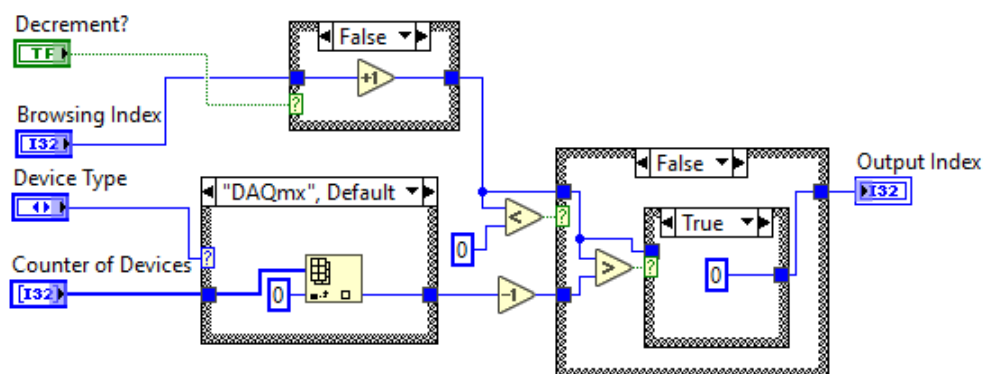 Decrement?
TF
False
+1
Browsing Index
I32
Device Type
"DAQmx", Default
?
Counter of Devices
[I32]
0
-1
0
<
?
False
?
True
>
?
0
Output Index
I32
?